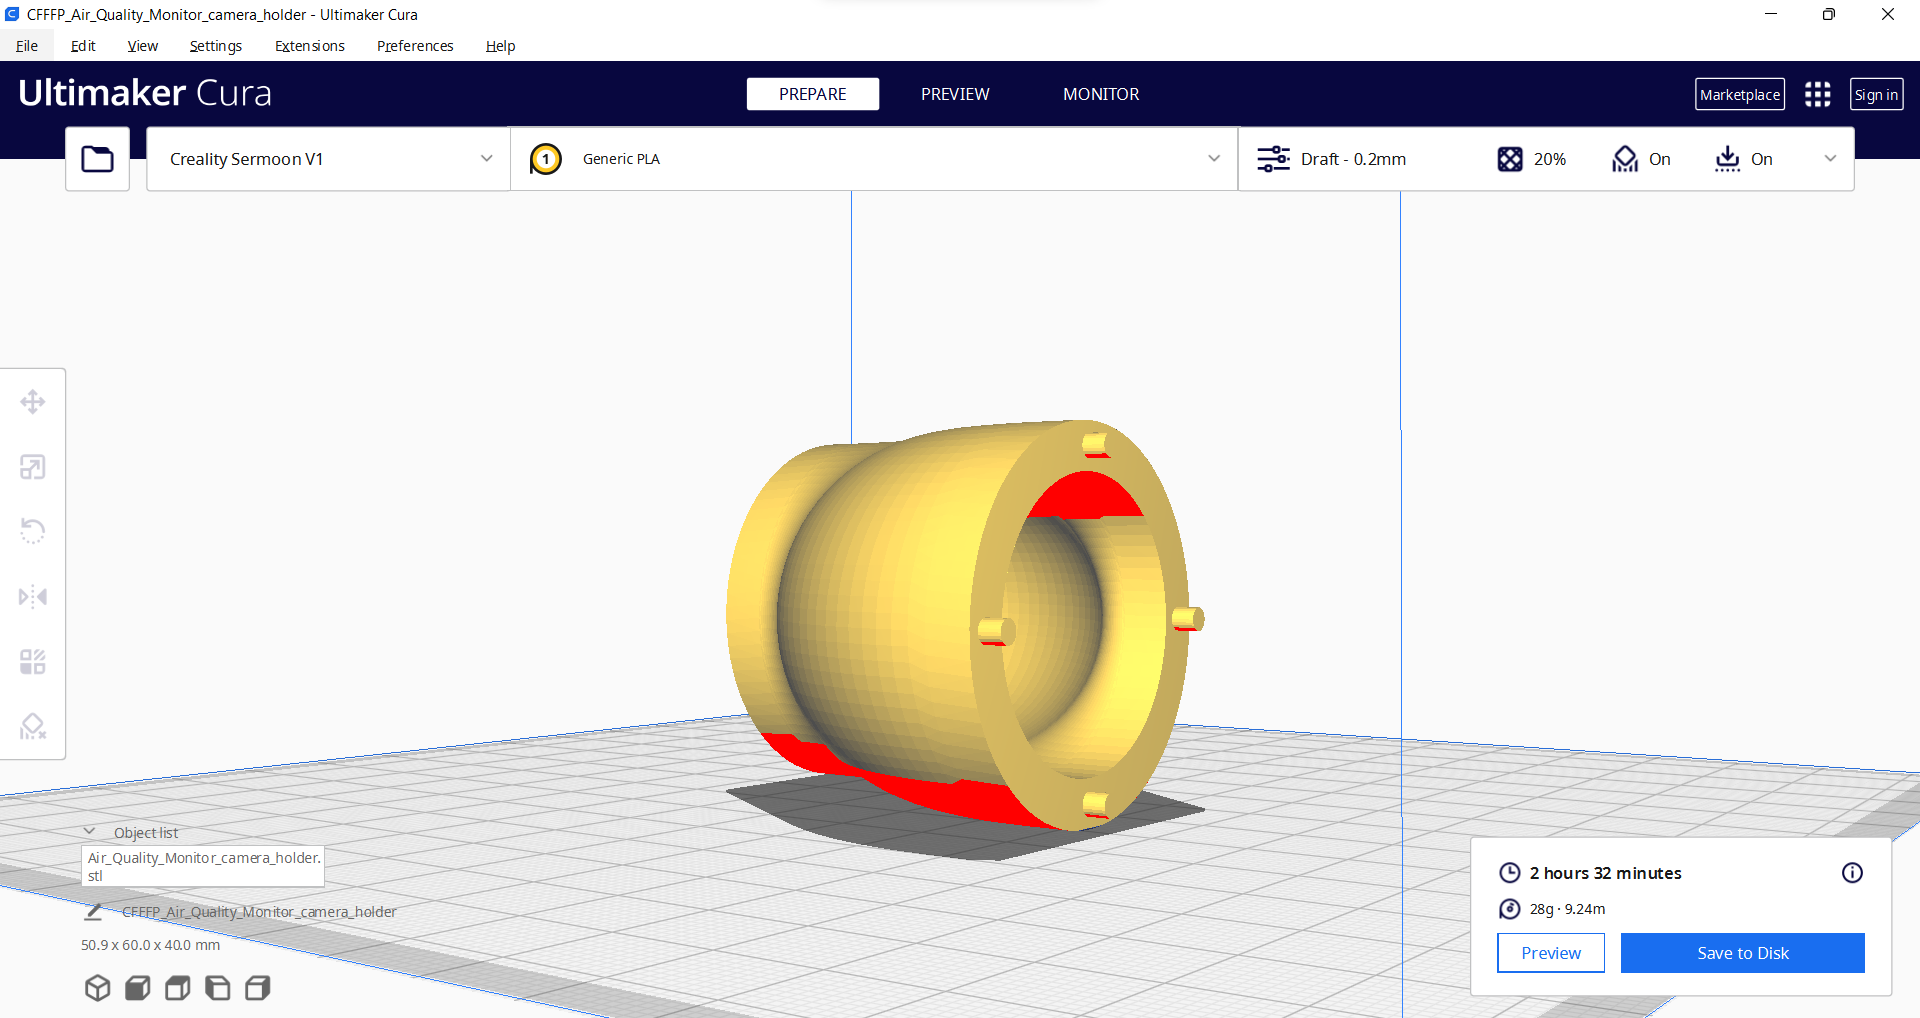 CFFFP_Air_Quality_Monitor_camera_holder - Ultimaker Cura
File Edit View Settings Extensions Preferences Help
Ultimaker Cura
PREPARE PREVIEW MONITOR
Marketplace Sign in
Creality Sermoon V1
1 Generic PLA
Draft - 0.2mm 20% On On
Object list
Air_Quality_Monitor_camera_holder.
stl
CFFFP_Air_Quality_Monitor_camera_holder
50.9 x 60.0 x 40.0 mm
2 hours 32 minutes
28g · 9.24m
Preview Save to Disk